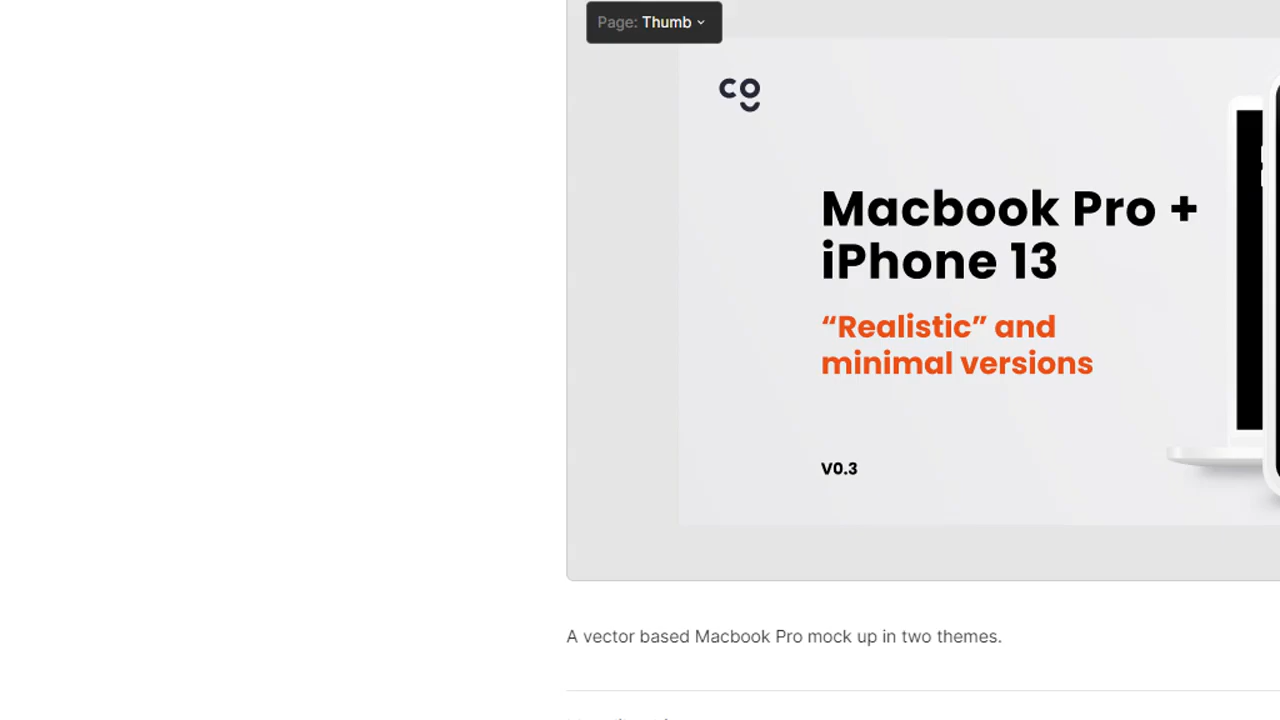 Page: Thumb
co
Macbook Pro +
iPhone 13
“Realistic” and
minimal versions
V0.3
A vector based Macbook Pro mock up in two themes.